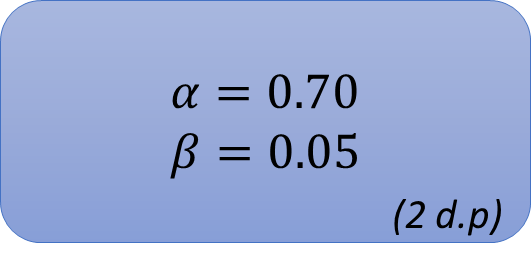 α = 0.70
β = 0.05
(2 d.p)